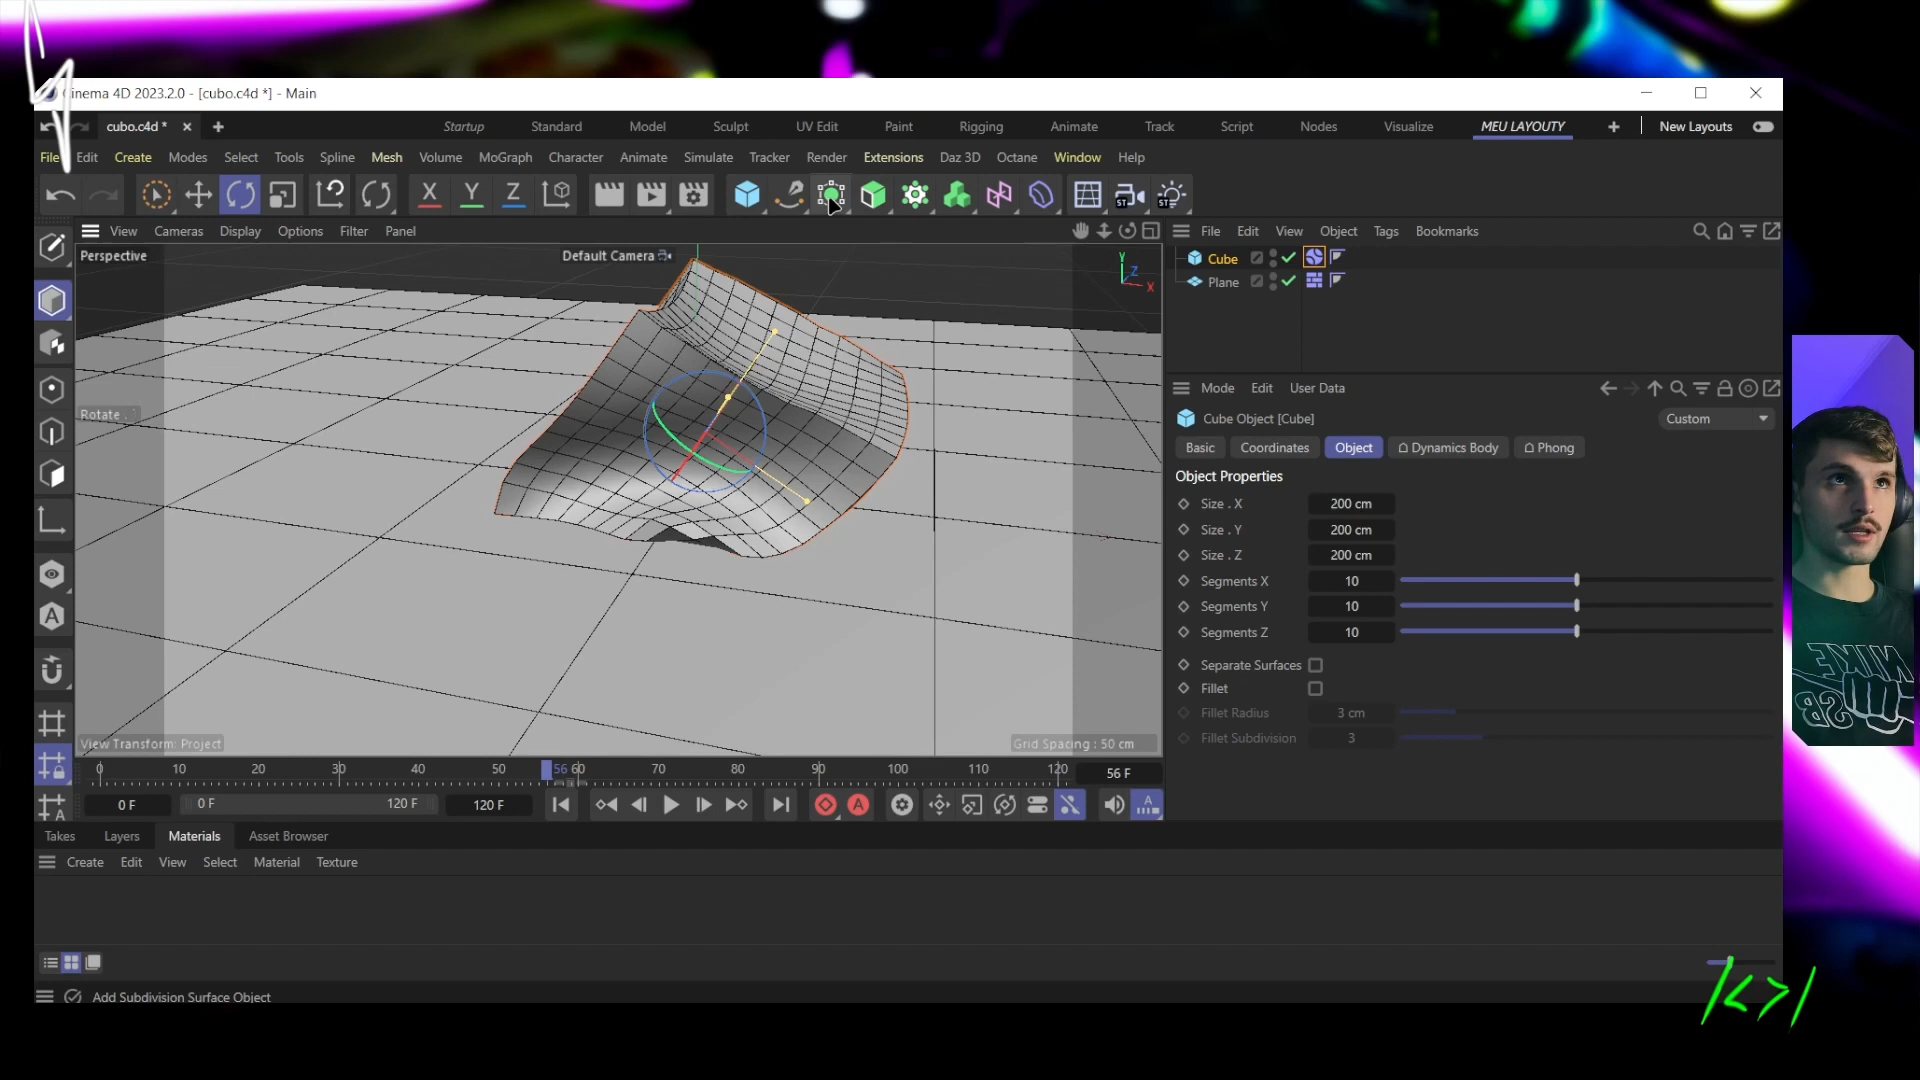 Cinema 4D 2023.2.0 - [cubo.c4d *] - Main
cubo.c4d *
Startup Standard Model Sculpt UV Edit Paint Rigging Animate Track Script Nodes Visualize MEU LAYOUTY New Layouts
File Edit Create Modes Select Tools Spline Mesh Volume MoGraph Character Animate Simulate Tracker Render Extensions Daz 3D Octane Window Help
X Y Z ST ST
View Cameras Display Options Filter Panel
File Edit View Object Tags Bookmarks
Perspective
Default Camera
Y Z X
Cube
Plane
Rotate
Mode Edit User Data
Cube Object [Cube]
Custom
Basic Coordinates Object Dynamics Body Phong
Object Properties
Size . X 200 cm
Size . Y 200 cm
Size . Z 200 cm
Segments X 10
Segments Y 10
Segments Z 10
Separate Surfaces
Fillet
Fillet Radius 3 cm
Fillet Subdivision 3
View Transform: Project
Grid Spacing : 50 cm
0 10 20 30 40 50 56 60 70 80 90 100 110 120 56 F
0 F 0 F 120 F 120 F
Takes Layers Materials Asset Browser
Create Edit View Select Material Texture
Add Subdivision Surface Object
NIKE
SB